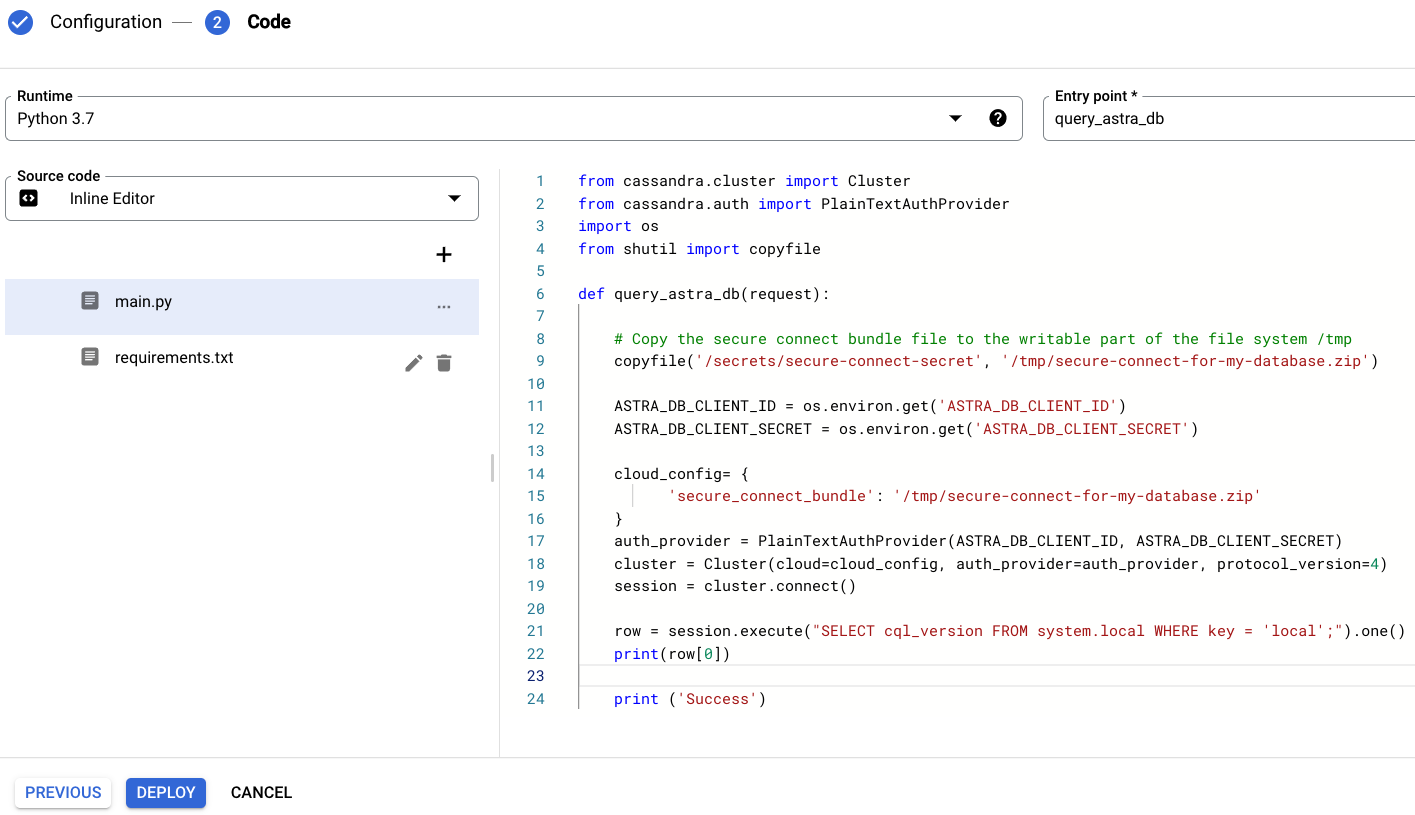 Configuration — 2 Code
Runtime
Python 3.7
Entry point *
query_astra_db
Source code
Inline Editor
main.py
requirements.txt
1 from cassandra.cluster import Cluster
2 from cassandra.auth import PlainTextAuthProvider
3 import os
4 from shutil import copyfile
5
6 def query_astra_db(request):
7
8     # Copy the secure connect bundle file to the writable part of the file system /tmp
9     copyfile('/secrets/secure-connect-secret', '/tmp/secure-connect-for-my-database.zip')
10
11     ASTRA_DB_CLIENT_ID = os.environ.get('ASTRA_DB_CLIENT_ID')
12     ASTRA_DB_CLIENT_SECRET = os.environ.get('ASTRA_DB_CLIENT_SECRET')
13
14     cloud_config= {
15           'secure_connect_bundle': '/tmp/secure-connect-for-my-database.zip'
16     }
17     auth_provider = PlainTextAuthProvider(ASTRA_DB_CLIENT_ID, ASTRA_DB_CLIENT_SECRET)
18     cluster = Cluster(cloud=cloud_config, auth_provider=auth_provider, protocol_version=4)
19     session = cluster.connect()
20
21     row = session.execute("SELECT cql_version FROM system.local WHERE key = 'local';").one()
22     print(row[0])
23
24     print ('Success')
PREVIOUS DEPLOY CANCEL